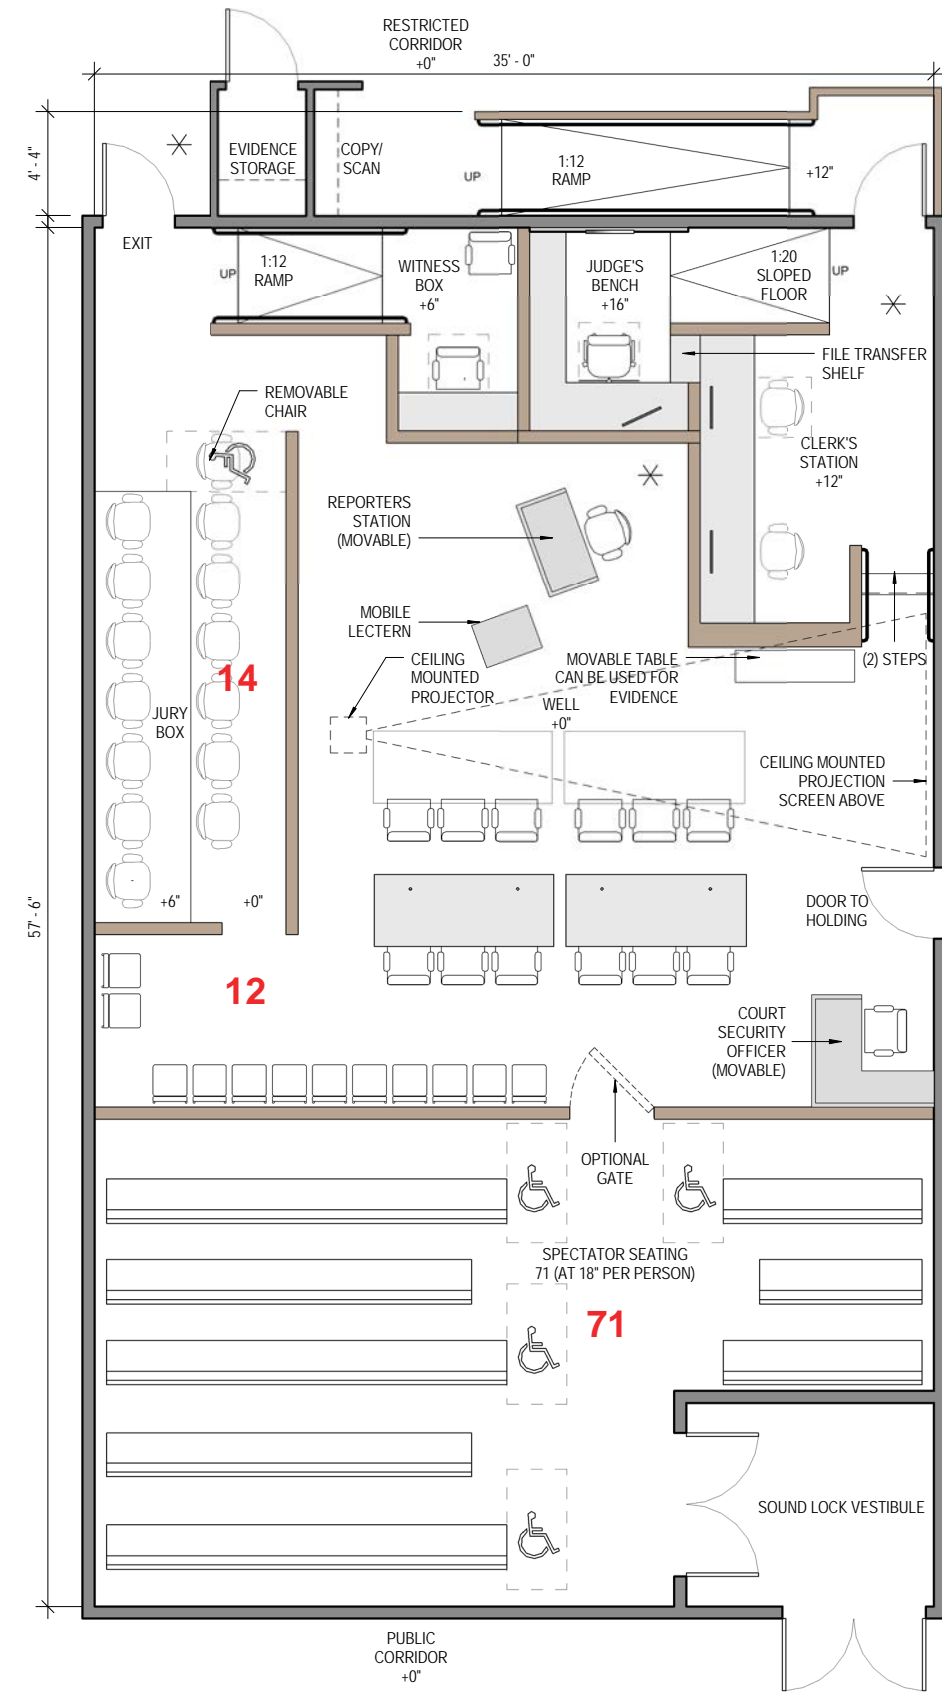 RESTRICTED
CORRIDOR
+0"
35' - 0"
4' - 4"
EVIDENCE
STORAGE
COPY/
SCAN
UP
1:12
RAMP
+12"
EXIT
UP
1:12
RAMP
WITNESS
BOX
+6"
JUDGE'S
BENCH
+16"
1:20
SLOPED
FLOOR
UP
FILE TRANSFER
SHELF
REMOVABLE
CHAIR
CLERK'S
STATION
+12"
REPORTERS
STATION
(MOVABLE)
MOBILE
LECTERN
CEILING
MOUNTED
PROJECTOR
MOVABLE TABLE
CAN BE USED FOR
EVIDENCE
(2) STEPS
14
JURY
BOX
WELL
+0"
CEILING MOUNTED
PROJECTION
SCREEN ABOVE
+6"
+0"
DOOR TO
HOLDING
57' - 6"
12
COURT
SECURITY
OFFICER
(MOVABLE)
OPTIONAL
GATE
SPECTATOR SEATING
71 (AT 18" PER PERSON)
71
SOUND LOCK VESTIBULE
PUBLIC
CORRIDOR
+0"